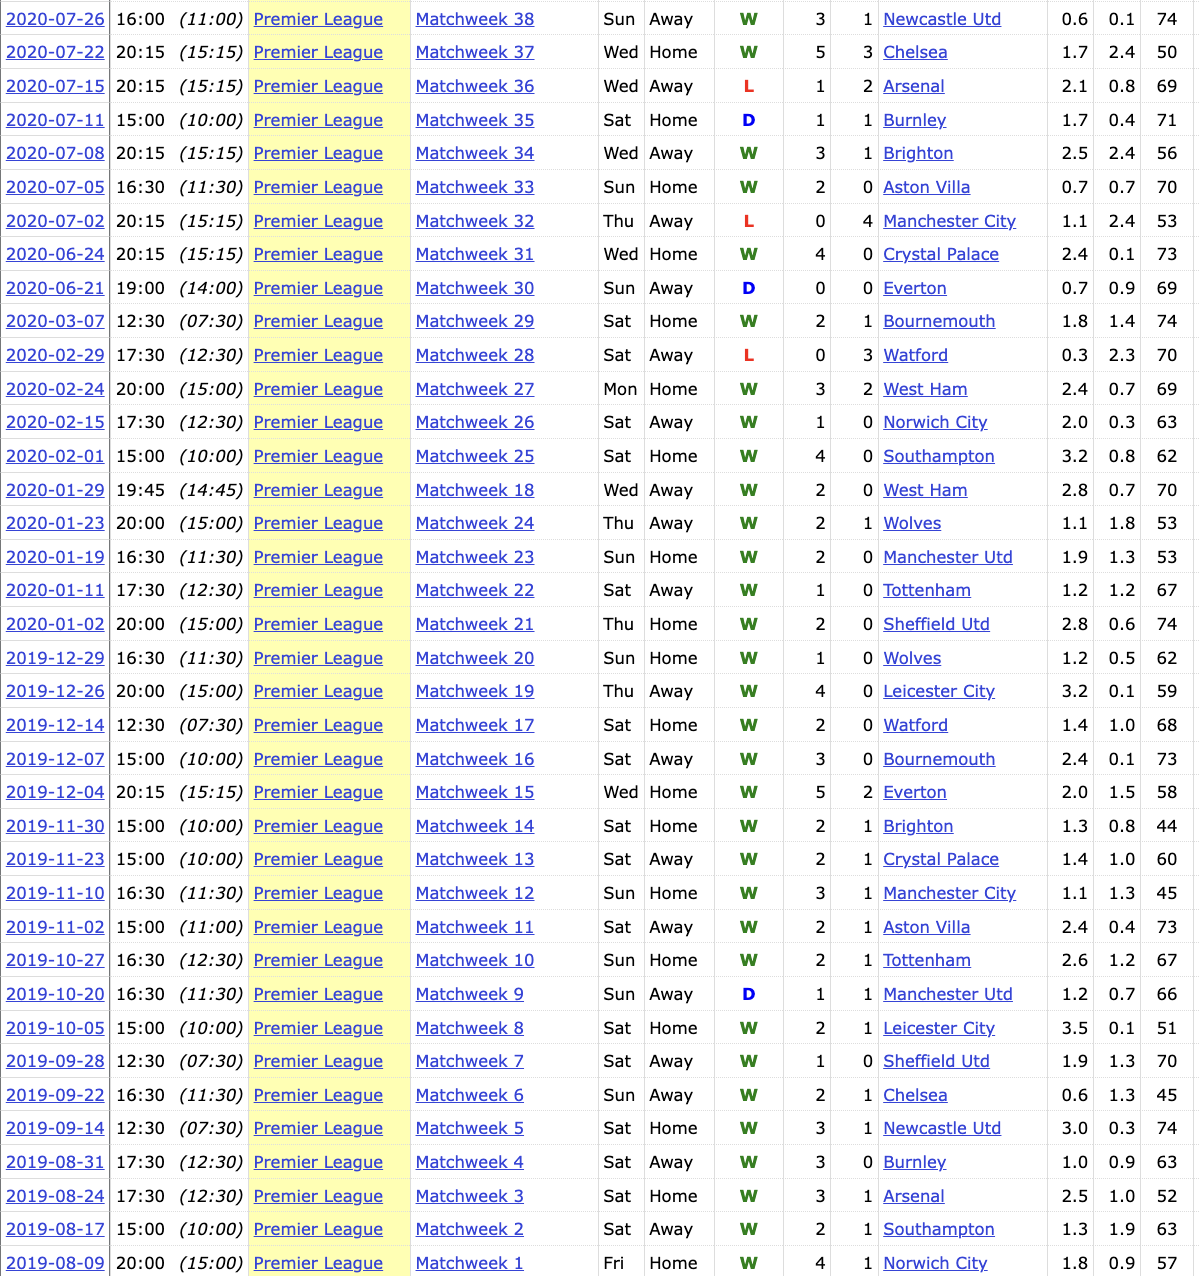 2020-07-26 16:00 (11:00) Premier League Matchweek 38 Sun Away W 3 1 Newcastle Utd 0.6 0.1 74
2020-07-22 20:15 (15:15) Premier League Matchweek 37 Wed Home W 5 3 Chelsea 1.7 2.4 50
2020-07-15 20:15 (15:15) Premier League Matchweek 36 Wed Away L 1 2 Arsenal 2.1 0.8 69
2020-07-11 15:00 (10:00) Premier League Matchweek 35 Sat Home D 1 1 Burnley 1.7 0.4 71
2020-07-08 20:15 (15:15) Premier League Matchweek 34 Wed Away W 3 1 Brighton 2.5 2.4 56
2020-07-05 16:30 (11:30) Premier League Matchweek 33 Sun Home W 2 0 Aston Villa 0.7 0.7 70
2020-07-02 20:15 (15:15) Premier League Matchweek 32 Thu Away L 0 4 Manchester City 1.1 2.4 53
2020-06-24 20:15 (15:15) Premier League Matchweek 31 Wed Home W 4 0 Crystal Palace 2.4 0.1 73
2020-06-21 19:00 (14:00) Premier League Matchweek 30 Sun Away D 0 0 Everton 0.7 0.9 69
2020-03-07 12:30 (07:30) Premier League Matchweek 29 Sat Home W 2 1 Bournemouth 1.8 1.4 74
2020-02-29 17:30 (12:30) Premier League Matchweek 28 Sat Away L 0 3 Watford 0.3 2.3 70
2020-02-24 20:00 (15:00) Premier League Matchweek 27 Mon Home W 3 2 West Ham 2.4 0.7 69
2020-02-15 17:30 (12:30) Premier League Matchweek 26 Sat Away W 1 0 Norwich City 2.0 0.3 63
2020-02-01 15:00 (10:00) Premier League Matchweek 25 Sat Home W 4 0 Southampton 3.2 0.8 62
2020-01-29 19:45 (14:45) Premier League Matchweek 18 Wed Away W 2 0 West Ham 2.8 0.7 70
2020-01-23 20:00 (15:00) Premier League Matchweek 24 Thu Away W 2 1 Wolves 1.1 1.8 53
2020-01-19 16:30 (11:30) Premier League Matchweek 23 Sun Home W 2 0 Manchester Utd 1.9 1.3 53
2020-01-11 17:30 (12:30) Premier League Matchweek 22 Sat Away W 1 0 Tottenham 1.2 1.2 67
2020-01-02 20:00 (15:00) Premier League Matchweek 21 Thu Home W 2 0 Sheffield Utd 2.8 0.6 74
2019-12-29 16:30 (11:30) Premier League Matchweek 20 Sun Home W 1 0 Wolves 1.2 0.5 62
2019-12-26 20:00 (15:00) Premier League Matchweek 19 Thu Away W 4 0 Leicester City 3.2 0.1 59
2019-12-14 12:30 (07:30) Premier League Matchweek 17 Sat Home W 2 0 Watford 1.4 1.0 68
2019-12-07 15:00 (10:00) Premier League Matchweek 16 Sat Away W 3 0 Bournemouth 2.4 0.1 73
2019-12-04 20:15 (15:15) Premier League Matchweek 15 Wed Home W 5 2 Everton 2.0 1.5 58
2019-11-30 15:00 (10:00) Premier League Matchweek 14 Sat Home W 2 1 Brighton 1.3 0.8 44
2019-11-23 15:00 (10:00) Premier League Matchweek 13 Sat Away W 2 1 Crystal Palace 1.4 1.0 60
2019-11-10 16:30 (11:30) Premier League Matchweek 12 Sun Home W 3 1 Manchester City 1.1 1.3 45
2019-11-02 15:00 (11:00) Premier League Matchweek 11 Sat Away W 2 1 Aston Villa 2.4 0.4 73
2019-10-27 16:30 (12:30) Premier League Matchweek 10 Sun Home W 2 1 Tottenham 2.6 1.2 67
2019-10-20 16:30 (11:30) Premier League Matchweek 9 Sun Away D 1 1 Manchester Utd 1.2 0.7 66
2019-10-05 15:00 (10:00) Premier League Matchweek 8 Sat Home W 2 1 Leicester City 3.5 0.1 51
2019-09-28 12:30 (07:30) Premier League Matchweek 7 Sat Away W 1 0 Sheffield Utd 1.9 1.3 70
2019-09-22 16:30 (11:30) Premier League Matchweek 6 Sun Away W 2 1 Chelsea 0.6 1.3 45
2019-09-14 12:30 (07:30) Premier League Matchweek 5 Sat Home W 3 1 Newcastle Utd 3.0 0.3 74
2019-08-31 17:30 (12:30) Premier League Matchweek 4 Sat Away W 3 0 Burnley 1.0 0.9 63
2019-08-24 17:30 (12:30) Premier League Matchweek 3 Sat Home W 3 1 Arsenal 2.5 1.0 52
2019-08-17 15:00 (10:00) Premier League Matchweek 2 Sat Away W 2 1 Southampton 1.3 1.9 63
2019-08-09 20:00 (15:00) Premier League Matchweek 1 Fri Home W 4 1 Norwich City 1.8 0.9 57